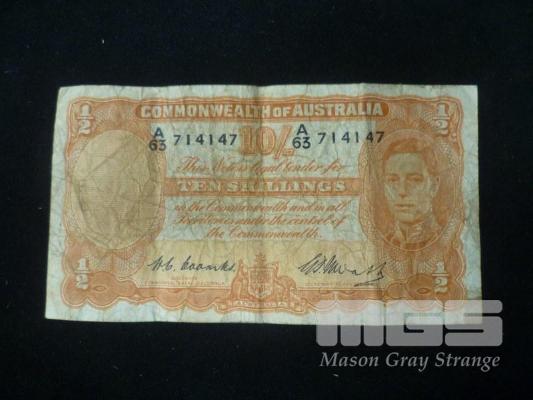 COMMONWEALTH OF AUSTRALIA
1/2 1/2
A/63 714147 A/63 714147
10/-
This Note is Legal Tender for
TEN SHILLINGS
in the Commonwealth and in all
Territories under the control of
the Commonwealth.
1/2 1/2
AUSTRALIA
MGS
Mason Gray Strange